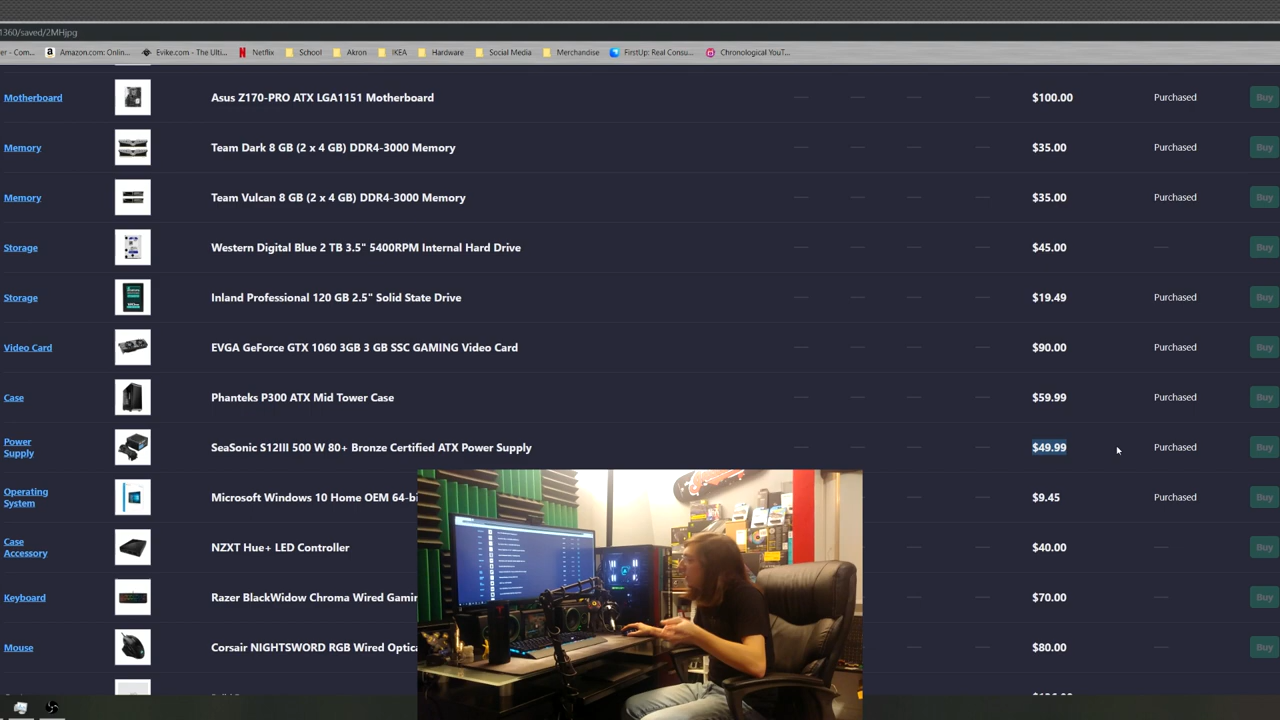 1360/saved/2MHjpg
er - Com...
Amazon.com: Onlin...
Evike.com - The Ulti...
Netflix
School
Akron
IKEA
Hardware
Social Media
Merchandise
FirstUp: Real Consu...
Chronological YouT...
Motherboard Asus Z170-PRO ATX LGA1151 Motherboard $100.00 Purchased Buy
Memory Team Dark 8 GB (2 x 4 GB) DDR4-3000 Memory $35.00 Purchased Buy
Memory Team Vulcan 8 GB (2 x 4 GB) DDR4-3000 Memory $35.00 Purchased Buy
Storage Western Digital Blue 2 TB 3.5" 5400RPM Internal Hard Drive $45.00 Buy
Storage Inland Professional 120 GB 2.5" Solid State Drive $19.49 Purchased Buy
Video Card EVGA GeForce GTX 1060 3GB 3 GB SSC GAMING Video Card $90.00 Purchased Buy
Case Phanteks P300 ATX Mid Tower Case $59.99 Purchased Buy
Power
Supply
SeaSonic S12III 500 W 80+ Bronze Certified ATX Power Supply $49.99 Purchased Buy
Operating
System
Microsoft Windows 10 Home OEM 64-bi $9.45 Purchased Buy
Case
Accessory
NZXT Hue+ LED Controller $40.00 Buy
Keyboard Razer BlackWidow Chroma Wired Gami $70.00 Buy
Mouse Corsair NIGHTSWORD RGB Wired Optic $80.00 Buy